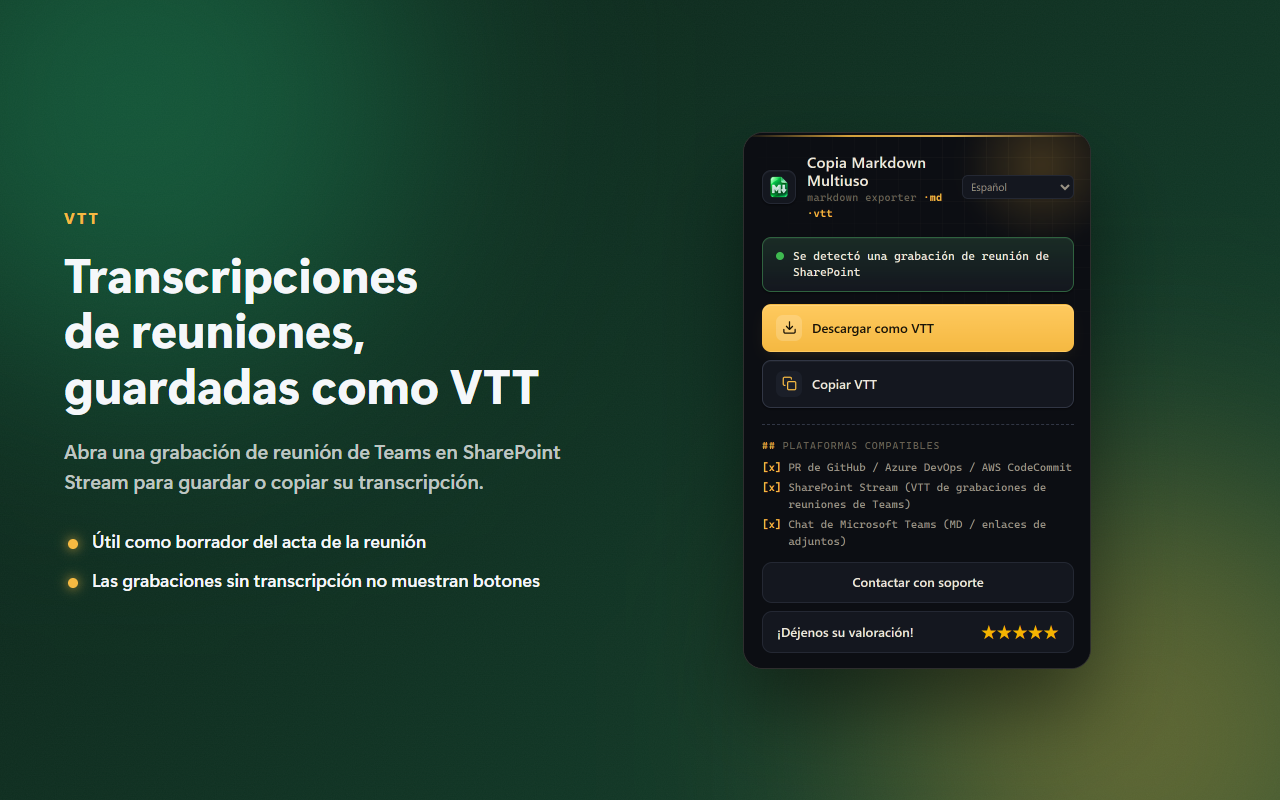 VTT
Transcripciones
de reuniones,
guardadas como VTT
Abra una grabación de reunión de Teams en SharePoint
Stream para guardar o copiar su transcripción.
Útil como borrador del acta de la reunión
Las grabaciones sin transcripción no muestran botones
Copia Markdown
Multiuso
markdown exporter ·md
·vtt
Español
Se detectó una grabación de reunión de
SharePoint
Descargar como VTT
Copiar VTT
## PLATAFORMAS COMPATIBLES
[x] PR de GitHub / Azure DevOps / AWS CodeCommit
[x] SharePoint Stream (VTT de grabaciones de
reuniones de Teams)
[x] Chat de Microsoft Teams (MD / enlaces de
adjuntos)
Contactar con soporte
¡Déjenos su valoración! ★★★★★